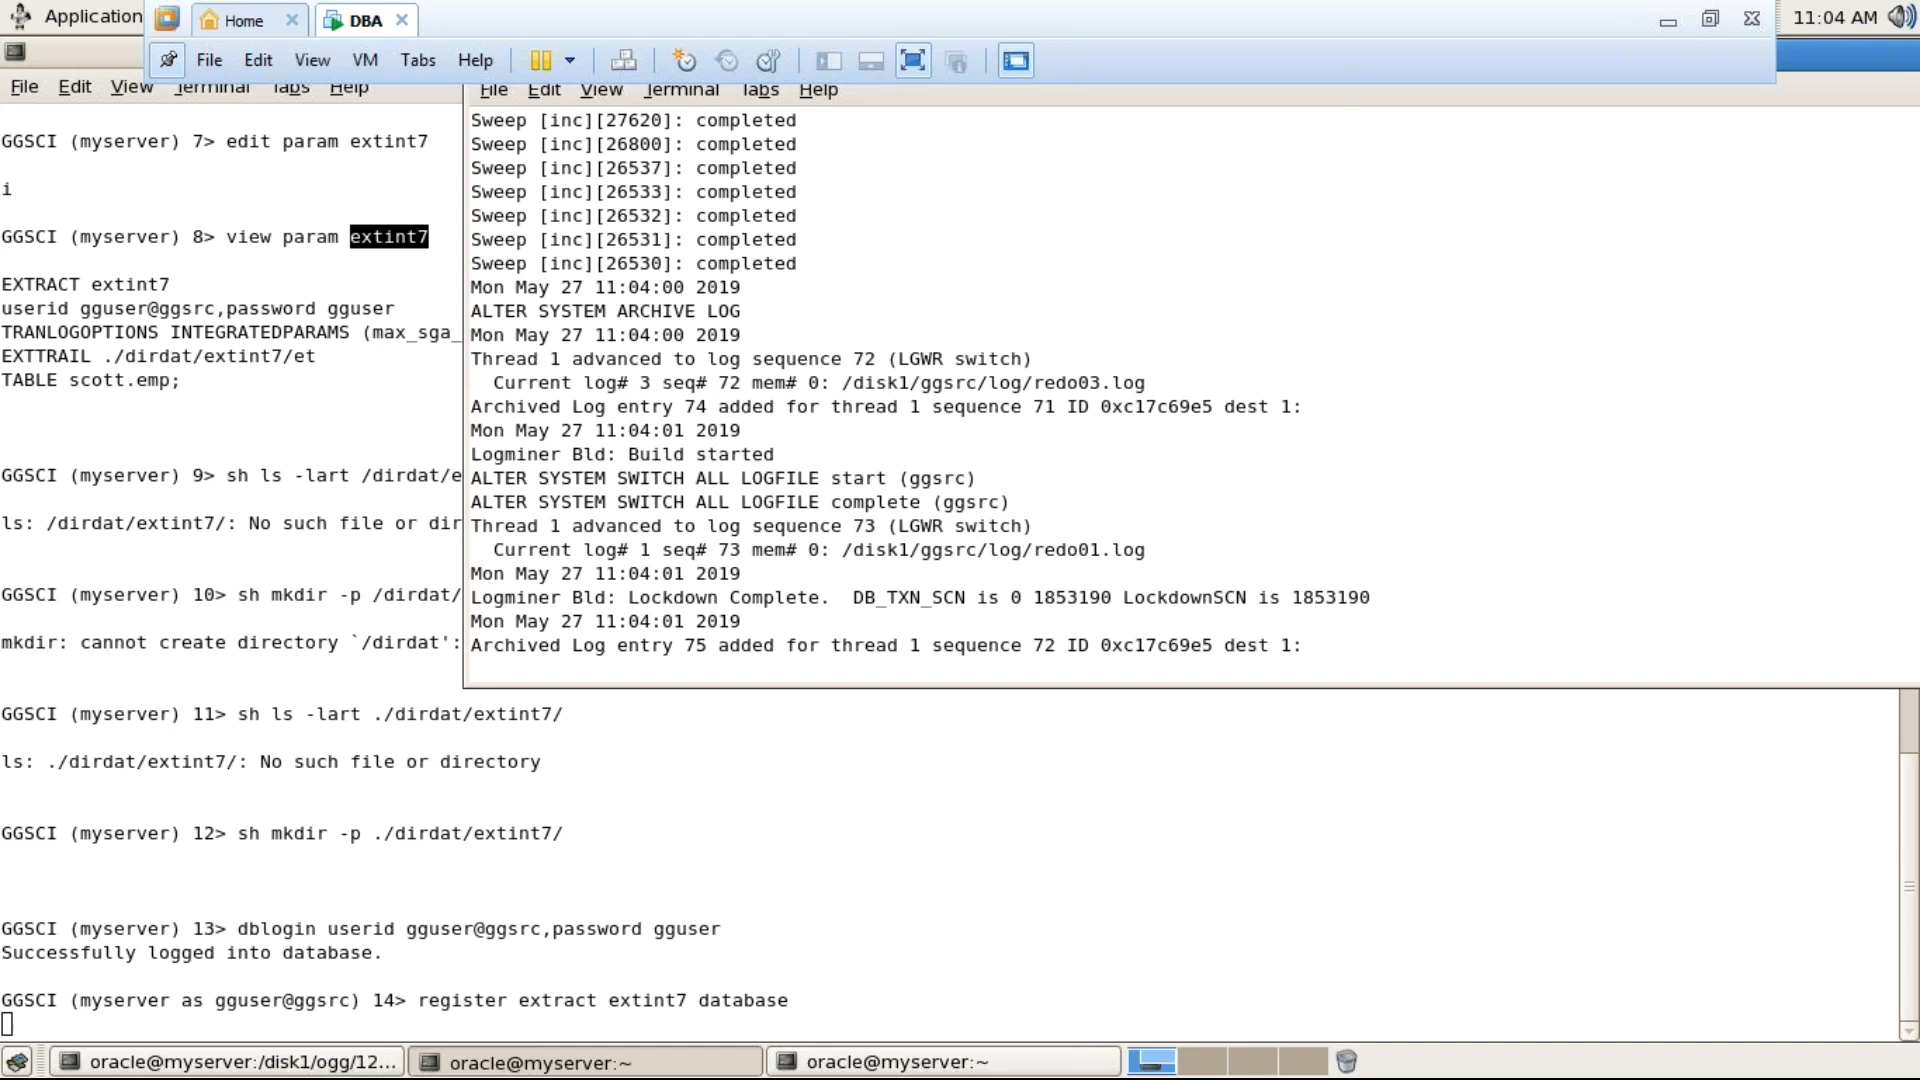 Application
Home
DBA
11:04 AM
File Edit View VM Tabs Help
File Edit View Terminal Tabs Help
GGSCI (myserver) 7> edit param extint7
i
GGSCI (myserver) 8> view param extint7
EXTRACT extint7
userid gguser@ggsrc,password gguser
TRANLOGOPTIONS INTEGRATEDPARAMS (max_sga_
EXTTRAIL ./dirdat/extint7/et
TABLE scott.emp;
GGSCI (myserver) 9> sh ls -lart /dirdat/e
ls: /dirdat/extint7/: No such file or dir
GGSCI (myserver) 10> sh mkdir -p /dirdat/
mkdir: cannot create directory `/dirdat':
File Edit View Terminal Tabs Help
Sweep [inc][27620]: completed
Sweep [inc][26800]: completed
Sweep [inc][26537]: completed
Sweep [inc][26533]: completed
Sweep [inc][26532]: completed
Sweep [inc][26531]: completed
Sweep [inc][26530]: completed
Mon May 27 11:04:00 2019
ALTER SYSTEM ARCHIVE LOG
Mon May 27 11:04:00 2019
Thread 1 advanced to log sequence 72 (LGWR switch)
  Current log# 3 seq# 72 mem# 0: /disk1/ggsrc/log/redo03.log
Archived Log entry 74 added for thread 1 sequence 71 ID 0xc17c69e5 dest 1:
Mon May 27 11:04:01 2019
Logminer Bld: Build started
ALTER SYSTEM SWITCH ALL LOGFILE start (ggsrc)
ALTER SYSTEM SWITCH ALL LOGFILE complete (ggsrc)
Thread 1 advanced to log sequence 73 (LGWR switch)
  Current log# 1 seq# 73 mem# 0: /disk1/ggsrc/log/redo01.log
Mon May 27 11:04:01 2019
Logminer Bld: Lockdown Complete.  DB_TXN_SCN is 0 1853190 LockdownSCN is 1853190
Mon May 27 11:04:01 2019
Archived Log entry 75 added for thread 1 sequence 72 ID 0xc17c69e5 dest 1:
GGSCI (myserver) 11> sh ls -lart ./dirdat/extint7/
ls: ./dirdat/extint7/: No such file or directory
GGSCI (myserver) 12> sh mkdir -p ./dirdat/extint7/
GGSCI (myserver) 13> dblogin userid gguser@ggsrc,password gguser
Successfully logged into database.
GGSCI (myserver as gguser@ggsrc) 14> register extract extint7 database
oracle@myserver:/disk1/ogg/12...
oracle@myserver:~
oracle@myserver:~